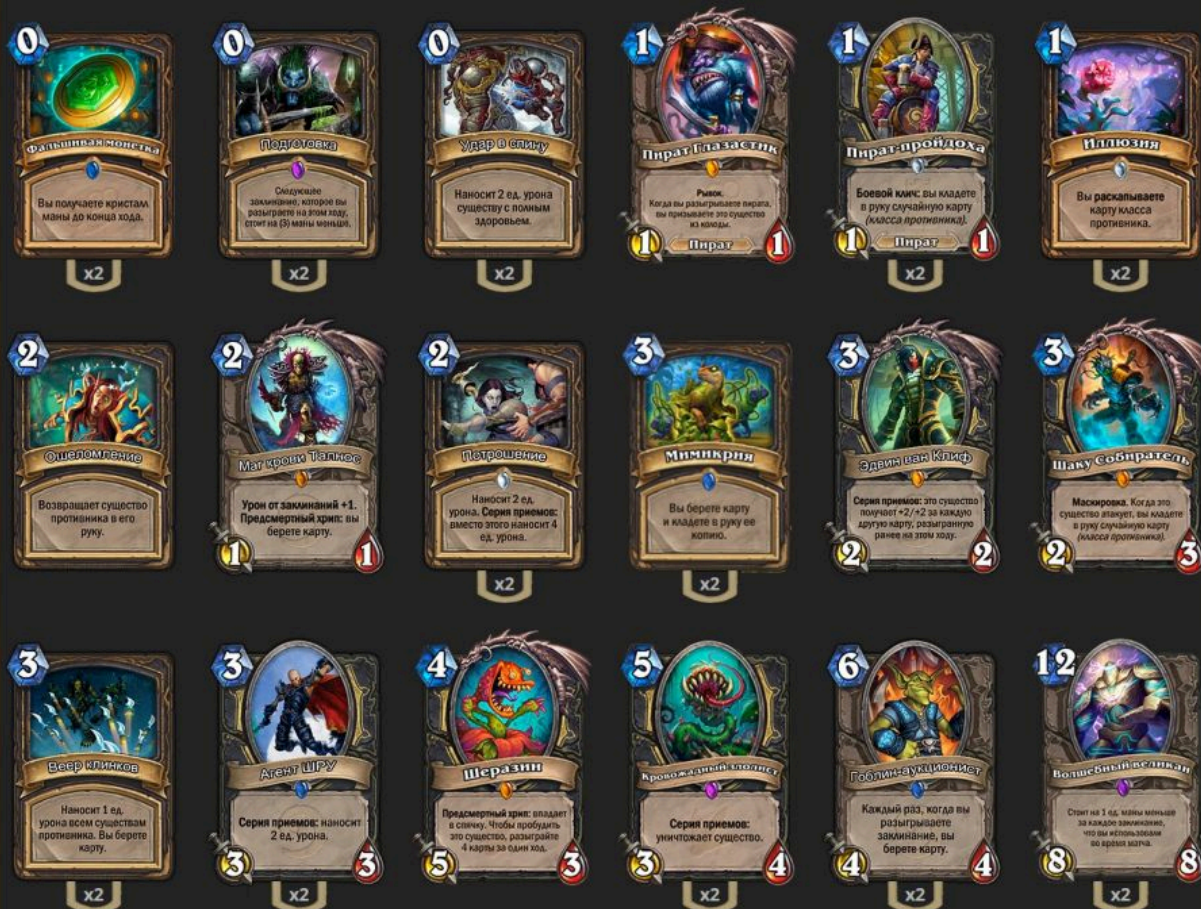 0
Фальшивая монетка
Вы получаете кристалл
маны до конца хода.
x2
0
Подготовка
Следующее
заклинание, которое вы
разыграете на этом ходу,
стоит на (3) маны меньше.
x2
0
Удар в спину
Наносит 2 ед. урона
существу с полным
здоровьем.
x2
1
Пират Глазастик
Рывок.
Когда вы разыгрываете пирата,
вы призываете это существо
из колоды.
1
Пират
1
1
Пират-пройдоха
Боевой клич: вы кладете
в руку случайную карту
(класса противника).
1
Пират
1
x2
1
Иллюзия
Вы раскапываете
карту класса
противника.
x2
2
Ошеломление
Возвращает существо
противника в его
руку.
2
Маг крови Талнос
Урон от заклинаний +1.
Предсмертный хрип: вы
берете карту.
1
1
2
Потрошение
Наносит 2 ед.
урона. Серия приемов:
вместо этого наносит 4
ед. урона.
x2
3
Мимикрия
Вы берете карту
и кладете в руку ее
копию.
x2
3
Эдвин ван Клиф
Серия приемов: это существо
получает +2/+2 за каждую
другую карту, разыгранную
ранее на этом ходу.
2
2
3
Шаку Собиратель
Маскировка. Когда это
существо атакует, вы кладете
в руку случайную карту
(класса противника).
2
3
3
Веер клинков
Наносит 1 ед.
урона всем существам
противника. Вы берете
карту.
x2
3
Агент ШРУ
Серия приемов: наносит
2 ед. урона.
3
3
x2
4
Шеразин
Предсмертный хрип: впадает
в спячку. Чтобы пробудить
это существо, разыграйте
4 карты за один ход.
5
3
5
Кровожадный злолист
Серия приемов:
уничтожает существо.
3
4
x2
6
Гоблин-аукционист
Каждый раз, когда вы
разыгрываете
заклинание, вы
берете карту.
4
4
x2
12
Волшебный великан
Стоит на 1 ед. маны меньше
за каждое заклинание,
что вы использовали
во время матча.
8
8
x2